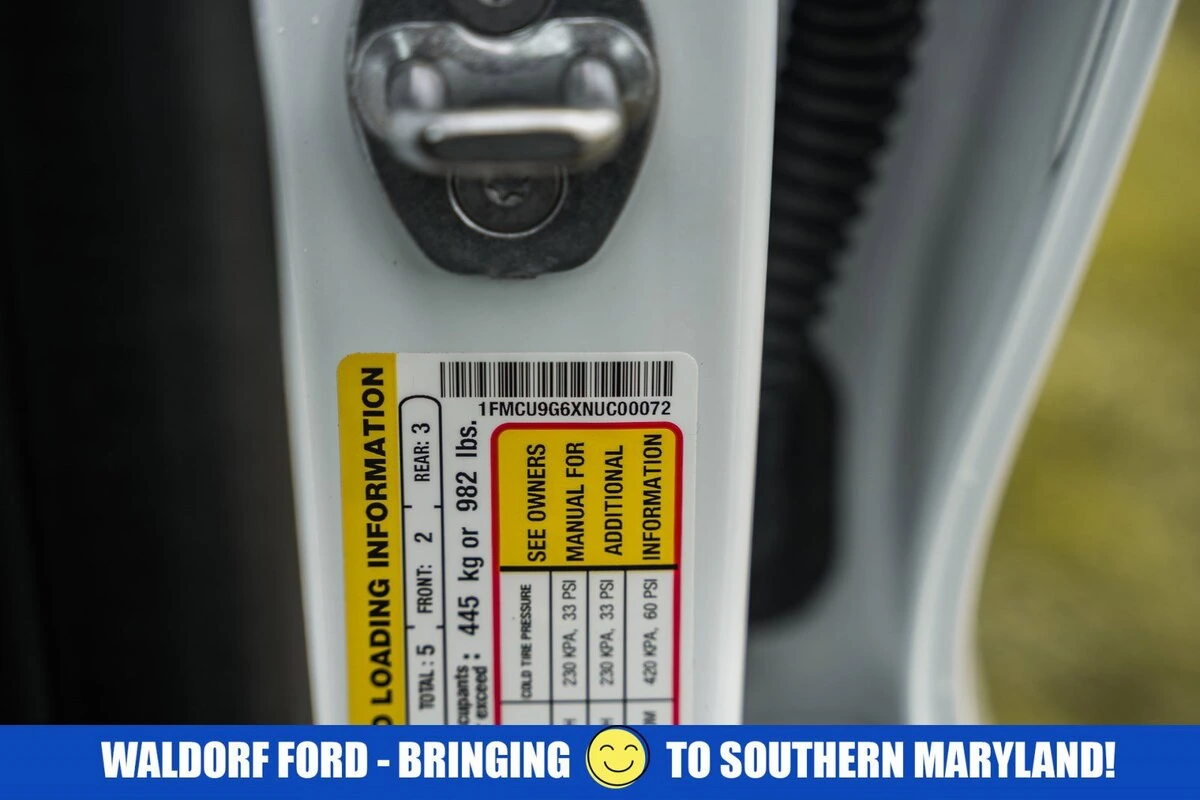 1FMCU9G6XNUC00072
LOADING INFORMATION
TOTAL : 5 FRONT: 2 REAR: 3
exceed : 445 kg or 982 lbs.
COLD TIRE PRESSURE
230 KPA, 33 PSI
230 KPA, 33 PSI
420 KPA, 60 PSI
SEE OWNERS
MANUAL FOR
ADDITIONAL
INFORMATION
WALDORF FORD - BRINGING TO SOUTHERN MARYLAND!